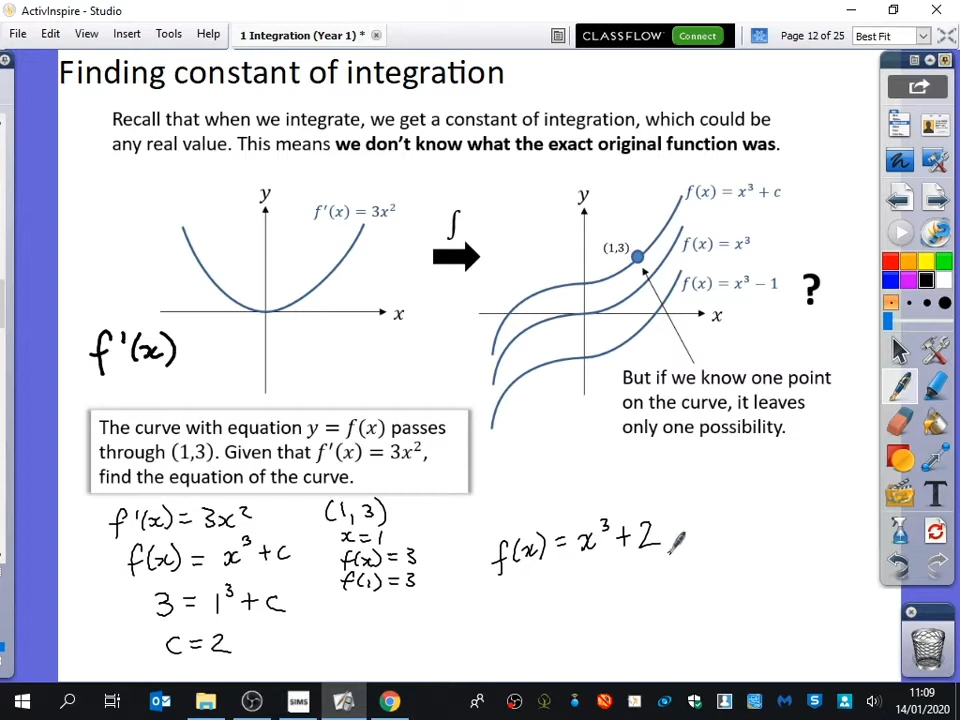 ActivInspire - Studio
File Edit View Insert Tools Help
1 Integration (Year 1) *
CLASSFLOW Connect
Page 12 of 25
Best Fit
Finding constant of integration
Recall that when we integrate, we get a constant of integration, which could be
any real value. This means we don't know what the exact original function was.
y
f′(x) = 3x²
x
f'(x)
∫
y
f(x) = x³ + c
(1,3)
f(x) = x³
f(x) = x³ − 1
x
?
But if we know one point
on the curve, it leaves
only one possibility.
The curve with equation y = f(x) passes
through (1,3). Given that f′(x) = 3x²,
find the equation of the curve.
f'(x) = 3x²
f(x) = x³ + c
3 = 1³ + c
c = 2
(1, 3)
x = 1
f(x) = 3
f(1) = 3
f(x) = x³ + 2
T
SIMS
11:09
14/01/2020